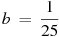 b = 1/25